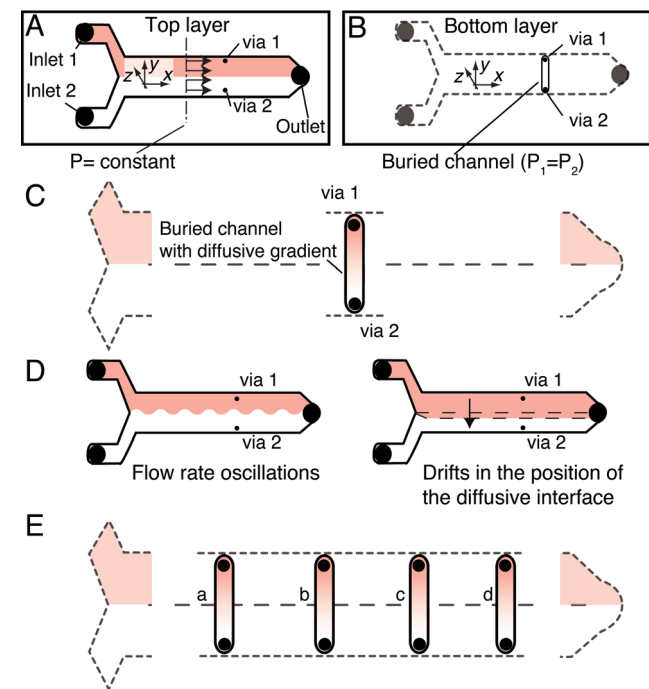 A
Top layer
Inlet 1
via 1
y
z
x
Inlet 2
via 2
Outlet
P= constant
B
Bottom layer
via 1
y
z
x
via 2
Buried channel (P1=P2)
C
via 1
Buried channel
with diffusive gradient
via 2
D
via 1
via 2
Flow rate oscillations
via 1
via 2
Drifts in the position of
the diffusive interface
E
a
b
c
d